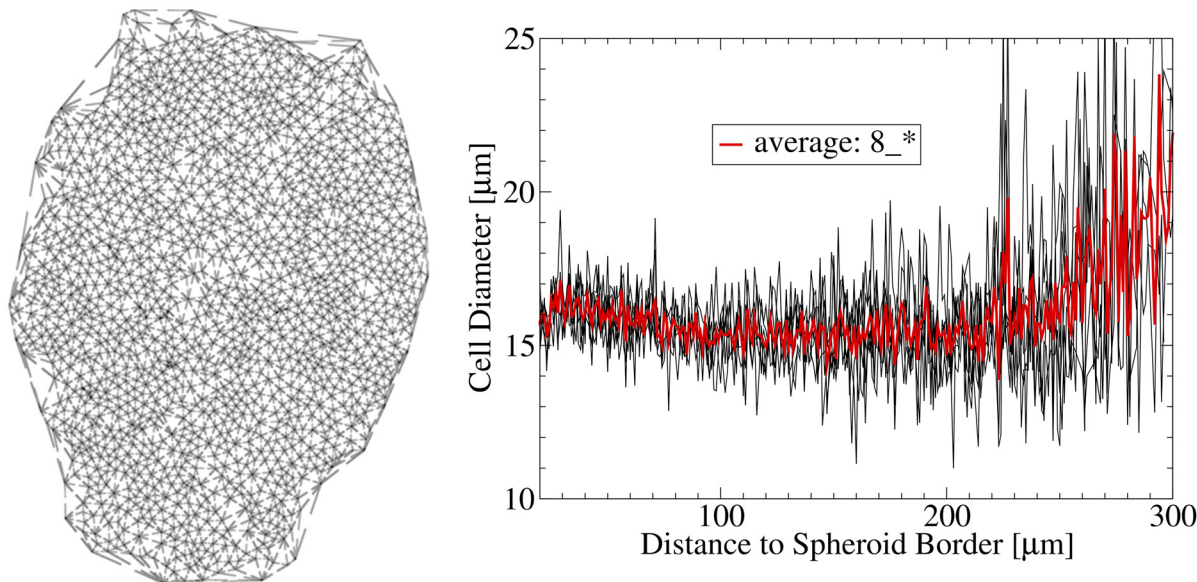 25
20
15
10
Cell Diameter [μm]
average: 8_*
100
200
300
Distance to Spheroid Border [μm]